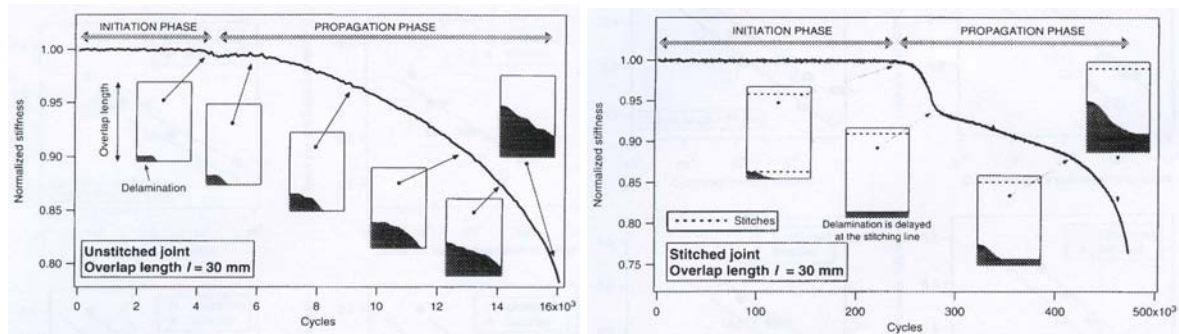 INITIATION PHASE
PROPAGATION PHASE
1.00
0.95
0.90
0.85
0.80
Normalized stiffness
Overlap length
Delamination
Unstitched joint
Overlap length l = 30 mm
0
2
4
6
8
10
12
14
16x10³
Cycles
INITIATION PHASE
PROPAGATION PHASE
1.00
0.95
0.90
0.85
0.80
0.75
Normalized stiffness
Stitches
Delamination is delayed
at the stitching line
Stitched joint
Overlap length l = 30 mm
0
100
200
300
400
500x10³
Cycles